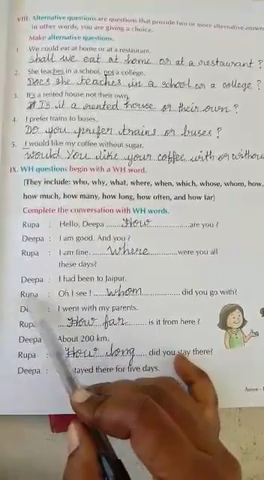 VIII. Alternative questions are questions that provide two or more alternative answers
In other words, you are giving a choice.
Make alternative questions.
1. We could eat at home or at a restaurant.
Shall we eat at home or at a restaurant?
2. She teaches in a school, not a college.
Does she teaches in a school or a college?
3. It's a rented house not their own.
Is it a rented house or their own?
4. I prefer trains to buses.
Do you prefer trains or buses?
5. I would like my coffee without sugar.
Would You like your coffee with or without
IX. WH questions begin with a WH word.
(They include: who, why, what, where, when, which, whose, whom, how,
how much, how many, how long, how often, and how far)
Complete the conversation with WH words.
Rupa : Hello, Deepa ...... How ...... are you?
Deepa : I am good. And you?
Rupa : I am fine ...... where ...... were you all
these days?
Deepa : I had been to Jaipur.
Rupa : Oh I see! ...... whom ...... did you go with?
: I went with my parents.
Rupa : How far ...... is it from here?
Deepa : About 200 km.
Rupa : How long ...... did you stay there?
Deepa : stayed there for five days.